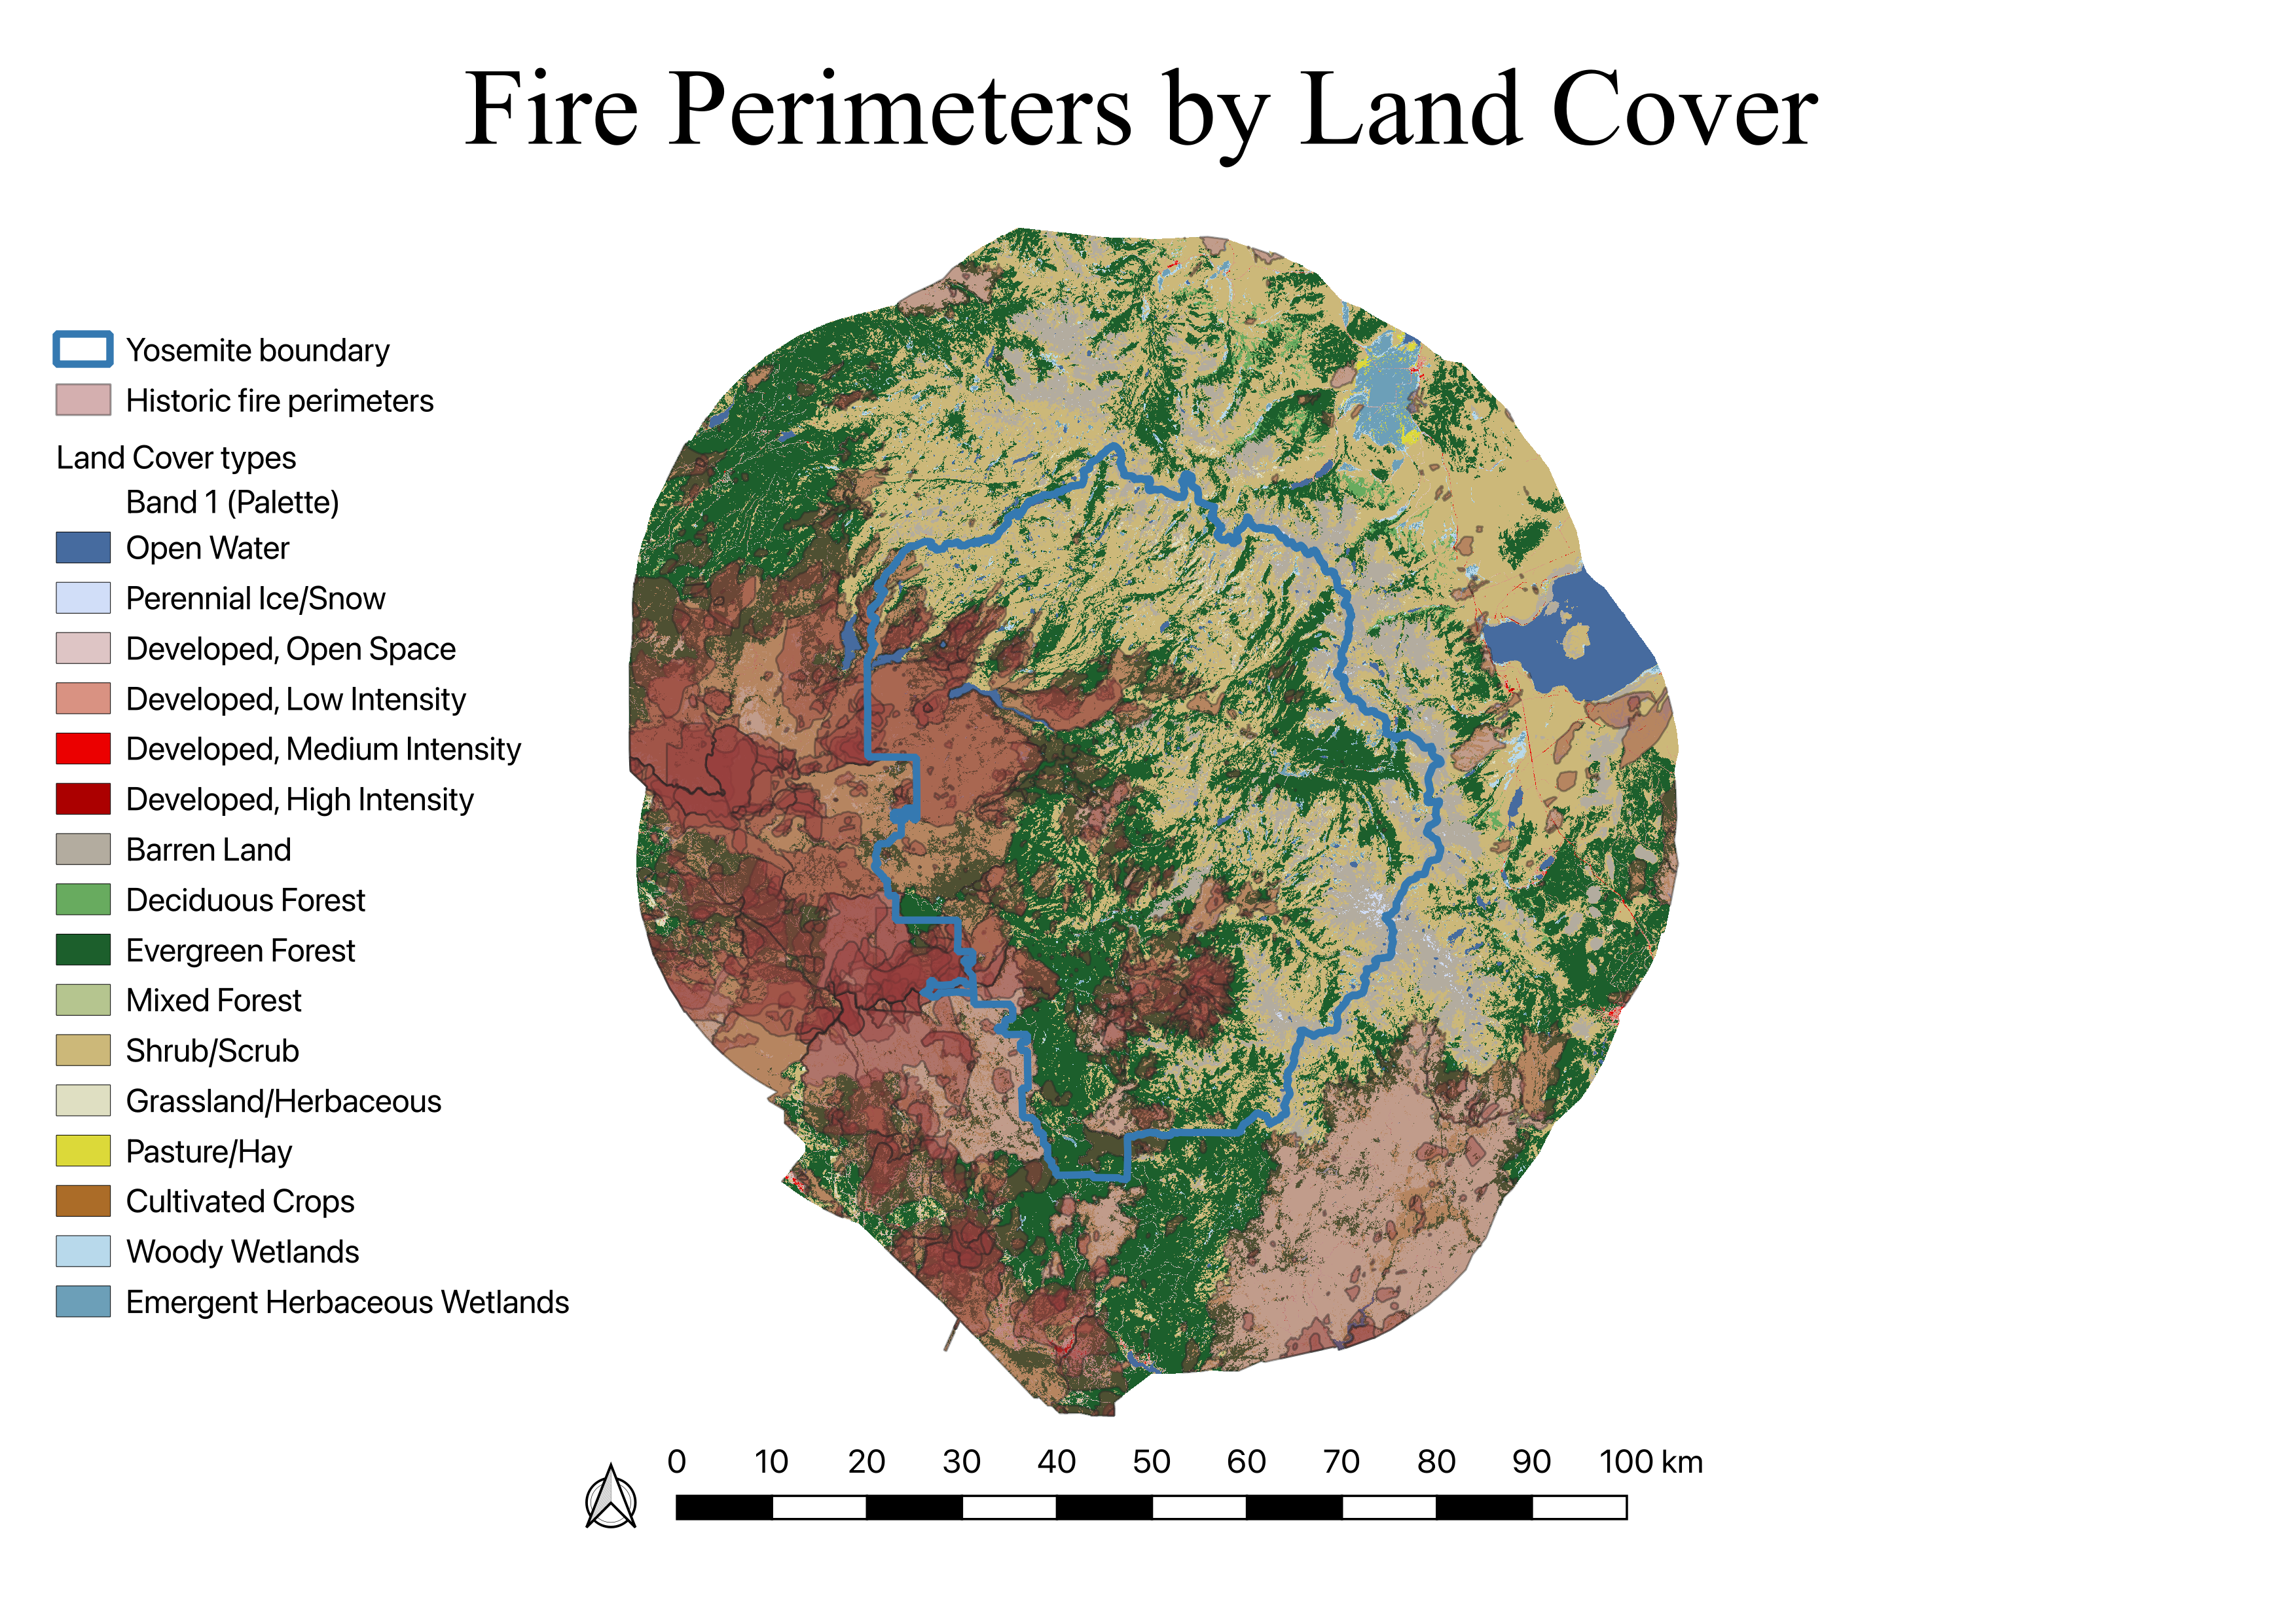 Fire Perimeters by Land Cover
Yosemite boundary
Historic fire perimeters
Land Cover types
Band 1 (Palette)
Open Water
Perennial Ice/Snow
Developed, Open Space
Developed, Low Intensity
Developed, Medium Intensity
Developed, High Intensity
Barren Land
Deciduous Forest
Evergreen Forest
Mixed Forest
Shrub/Scrub
Grassland/Herbaceous
Pasture/Hay
Cultivated Crops
Woody Wetlands
Emergent Herbaceous Wetlands
0 10 20 30 40 50 60 70 80 90 100 km